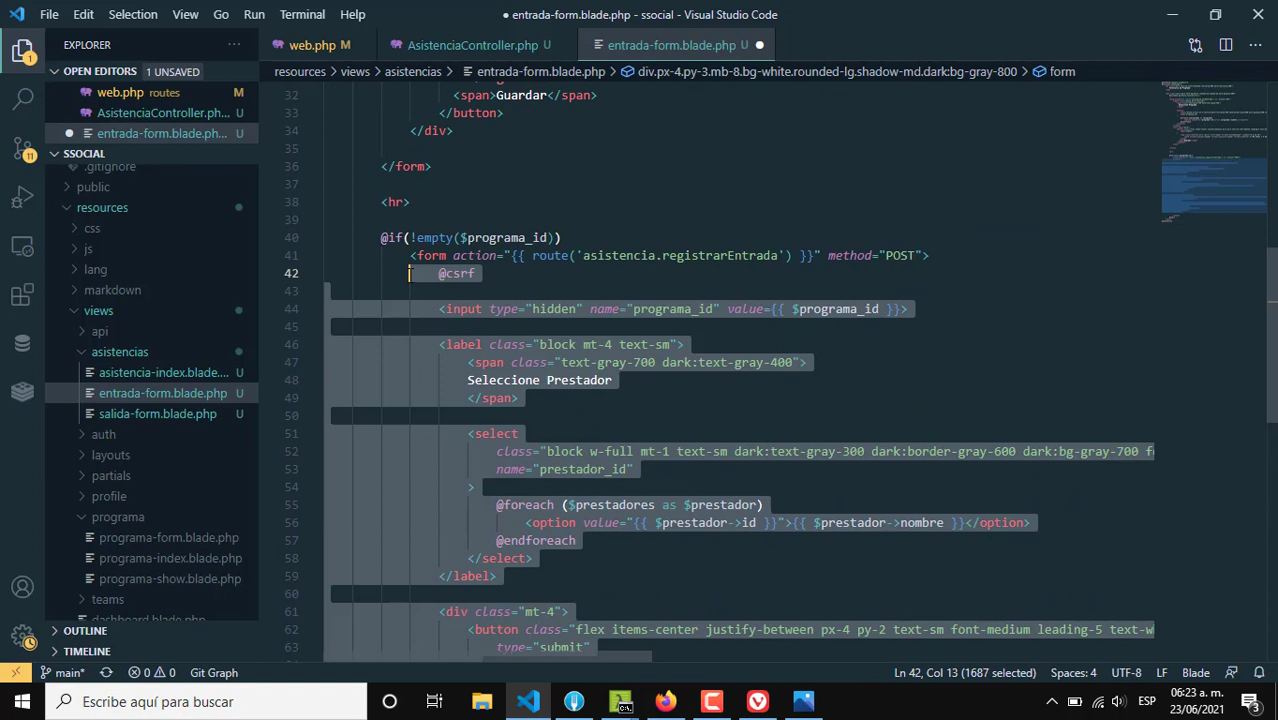 File Edit Selection View Go Run Terminal Help
● entrada-form.blade.php - ssocial - Visual Studio Code
EXPLORER
web.php M
AsistenciaController.php U
entrada-form.blade.php U
OPEN EDITORS 1 UNSAVED
resources > views > asistencias > entrada-form.blade.php > div.px-4.py-3.mb-8.bg-white.rounded-lg.shadow-md.dark:bg-gray-800 > form
web.php routes M
AsistenciaController.ph... U
entrada-form.blade.ph... U
SSOCIAL
.gitignore
public
resources
css
js
lang
markdown
views
api
asistencias
asistencia-index.blade.... U
entrada-form.blade.php U
salida-form.blade.php U
auth
layouts
partials
profile
programa
programa-form.blade.php
programa-index.blade.php
programa-show.blade.php
teams
dashboard.blade.php
OUTLINE
TIMELINE
1
11
32 <span>Guardar</span>
33 </button>
34 </div>
35
36 </form>
37
38 <hr>
39
40 @if(!empty($programa_id))
41 <form action="{{ route('asistencia.registrarEntrada') }}" method="POST">
42 @csrf
43
44 <input type="hidden" name="programa_id" value={{ $programa_id }}>
45
46 <label class="block mt-4 text-sm">
47 <span class="text-gray-700 dark:text-gray-400">
48 Seleccione Prestador
49 </span>
50
51 <select
52 class="block w-full mt-1 text-sm dark:text-gray-300 dark:border-gray-600 dark:bg-gray-700 f
53 name="prestador_id"
54 >
55 @foreach ($prestadores as $prestador)
56 <option value="{{ $prestador->id }}">{{ $prestador->nombre }}</option>
57 @endforeach
58 </select>
59 </label>
60
61 <div class="mt-4">
62 <button class="flex items-center justify-between px-4 py-2 text-sm font-medium leading-5 text-w
63 type="submit"
main* 0 0 Git Graph
Ln 42, Col 13 (1687 selected) Spaces: 4 UTF-8 LF Blade
Escribe aquí para buscar
ESP
06:23 a. m.
23/06/2021
3